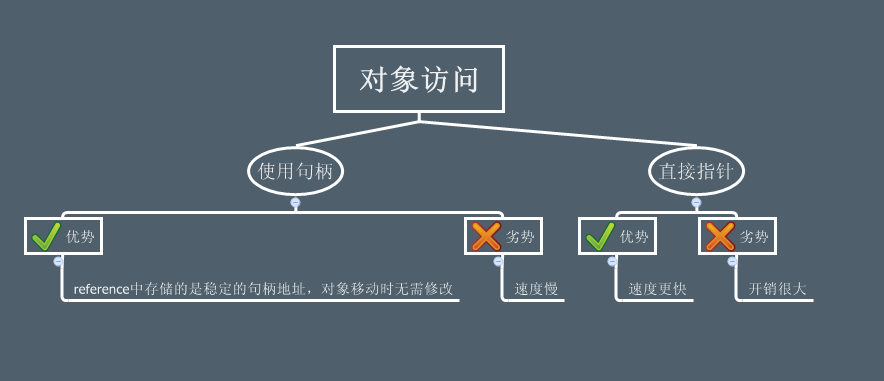 对象访问
使用句柄
直接指针
优势
劣势
优势
劣势
reference中存储的是稳定的句柄地址，对象移动时无需修改
速度慢
速度更快
开销很大